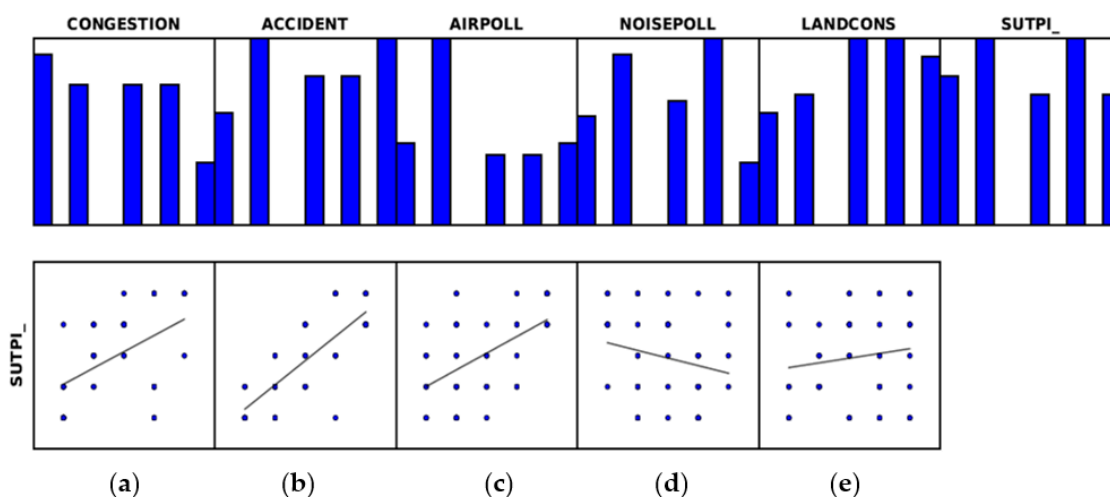 CONGESTION ACCIDENT AIRPOLL NOISEPOLL LANDCONS SUTPI_
SUTPI_
(a) (b) (c) (d) (e)